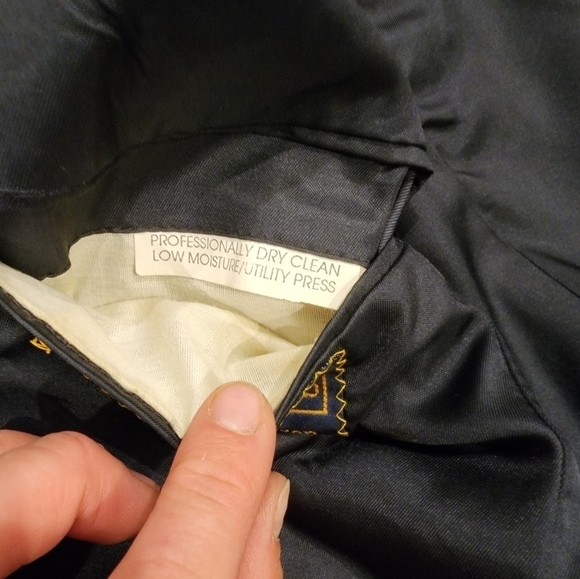 PROFESSIONALLY DRY CLEAN
LOW MOISTURE/UTILITY PRESS